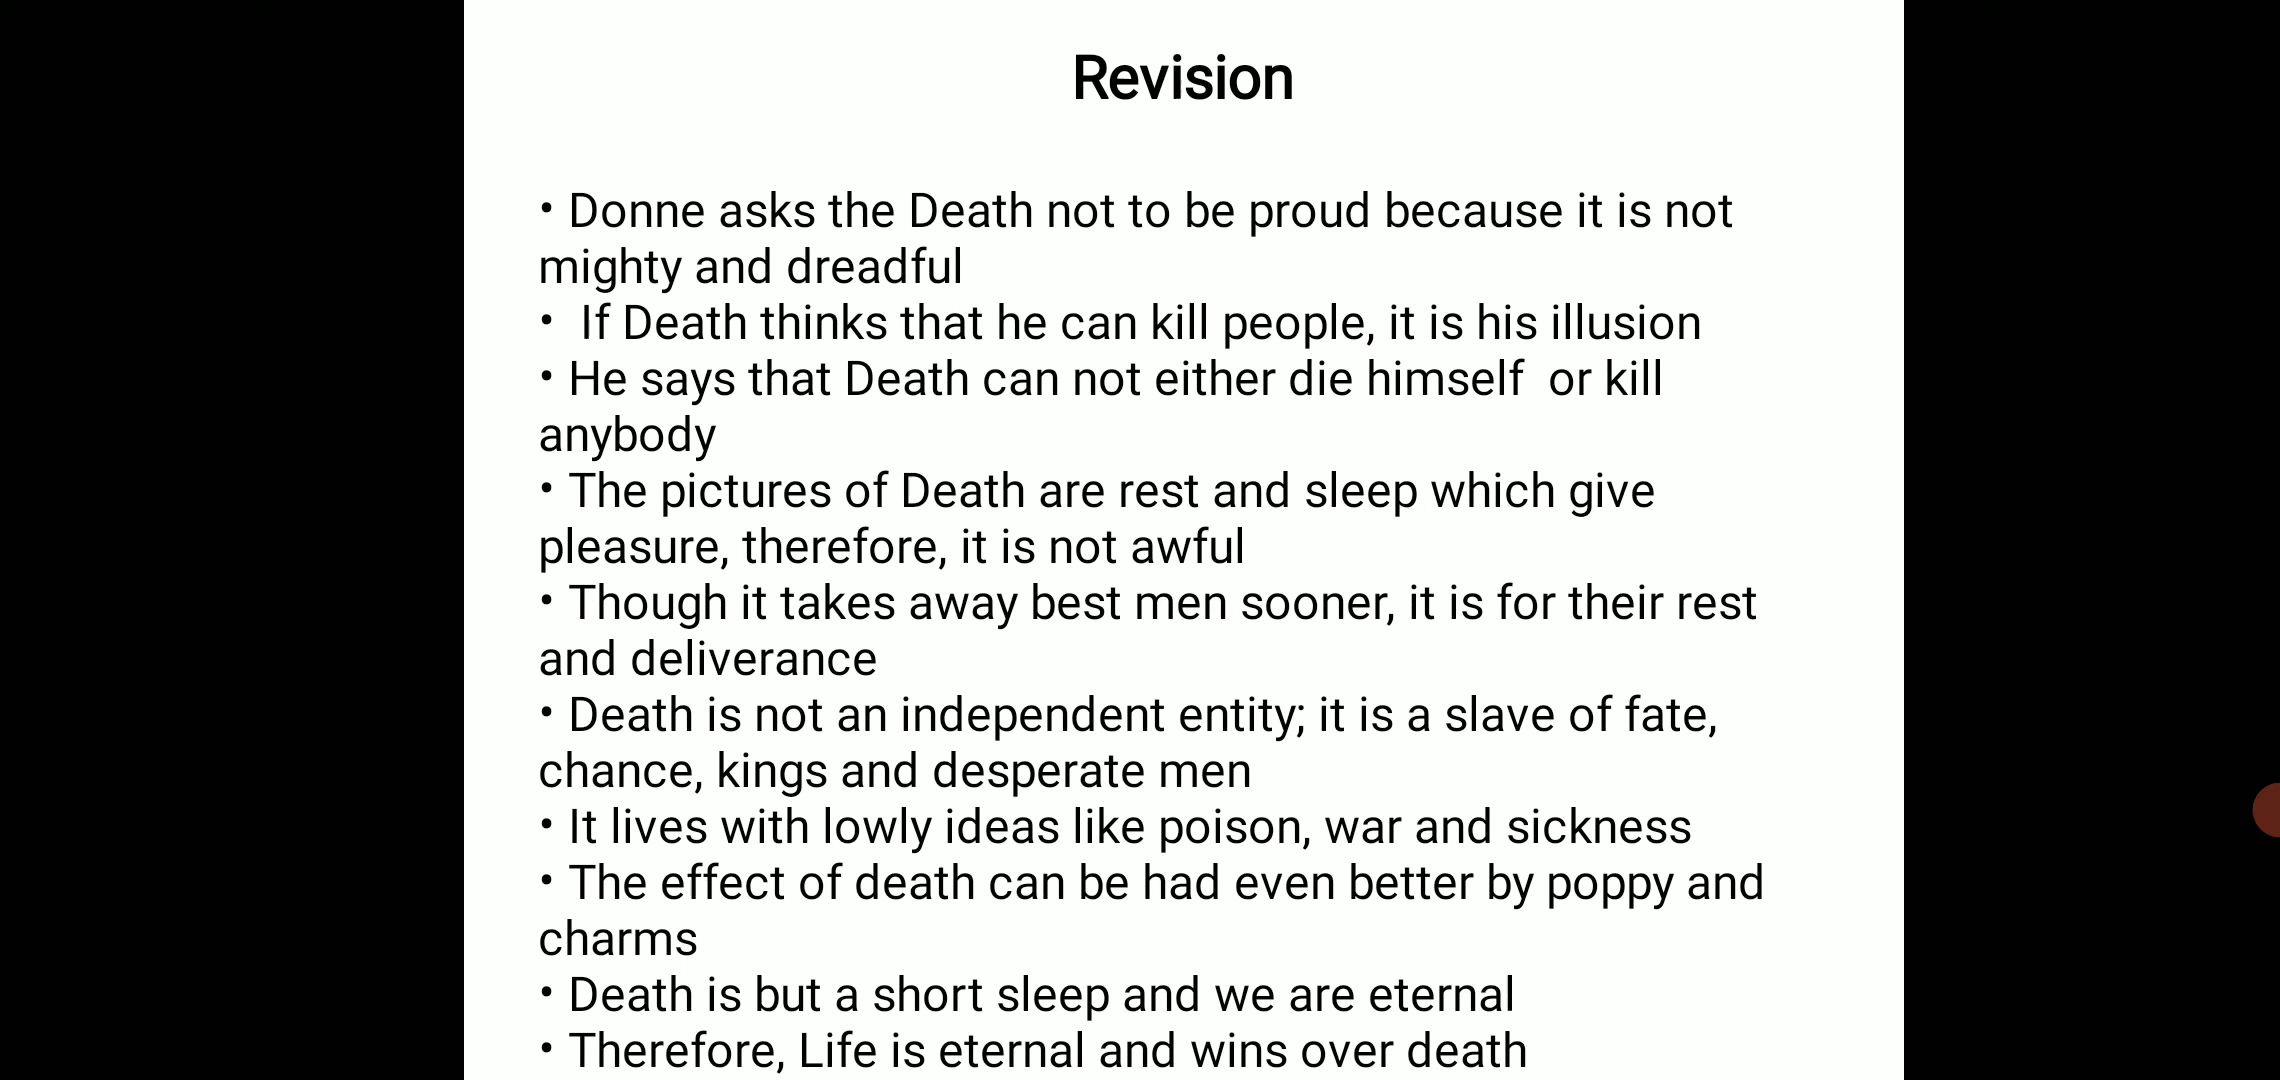 Revision
• Donne asks the Death not to be proud because it is not
mighty and dreadful
•  If Death thinks that he can kill people, it is his illusion
• He says that Death can not either die himself  or kill
anybody
• The pictures of Death are rest and sleep which give
pleasure, therefore, it is not awful
• Though it takes away best men sooner, it is for their rest
and deliverance
• Death is not an independent entity; it is a slave of fate,
chance, kings and desperate men
• It lives with lowly ideas like poison, war and sickness
• The effect of death can be had even better by poppy and
charms
• Death is but a short sleep and we are eternal
• Therefore, Life is eternal and wins over death